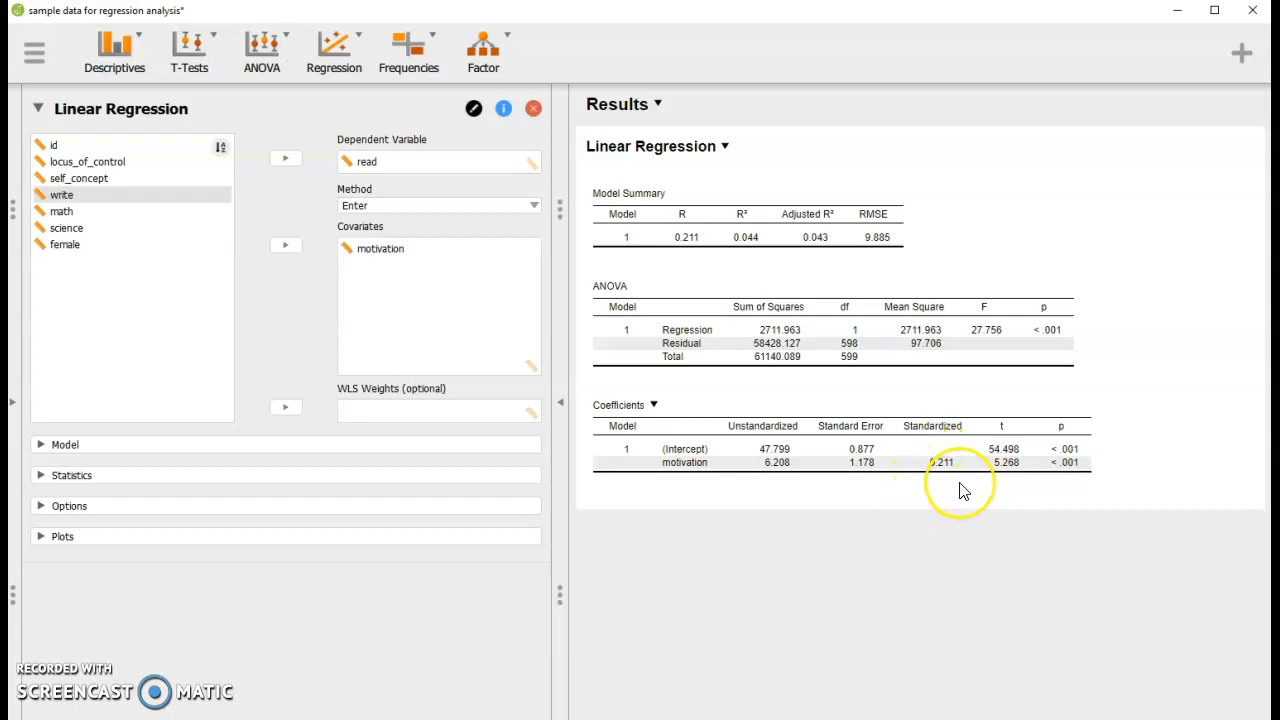 sample data for regression analysis*
Descriptives T-Tests ANOVA Regression Frequencies Factor
Linear Regression
id
locus_of_control
self_concept
write
math
science
female
Dependent Variable
read
Method
Enter
Covariates
motivation
WLS Weights (optional)
Model
Statistics
Options
Plots
Results
Linear Regression
Model Summary
Model R R² Adjusted R² RMSE
1 0.211 0.044 0.043 9.885
ANOVA
Model Sum of Squares df Mean Square F p
1 Regression 2711.963 1 2711.963 27.756 < .001
Residual 58428.127 598 97.706
Total 61140.089 599
Coefficients
Model Unstandardized Standard Error Standardized t p
1 (Intercept) 47.799 0.877 54.498 < .001
motivation 6.208 1.178 0.211 5.268 < .001
RECORDED WITH
SCREENCAST MATIC